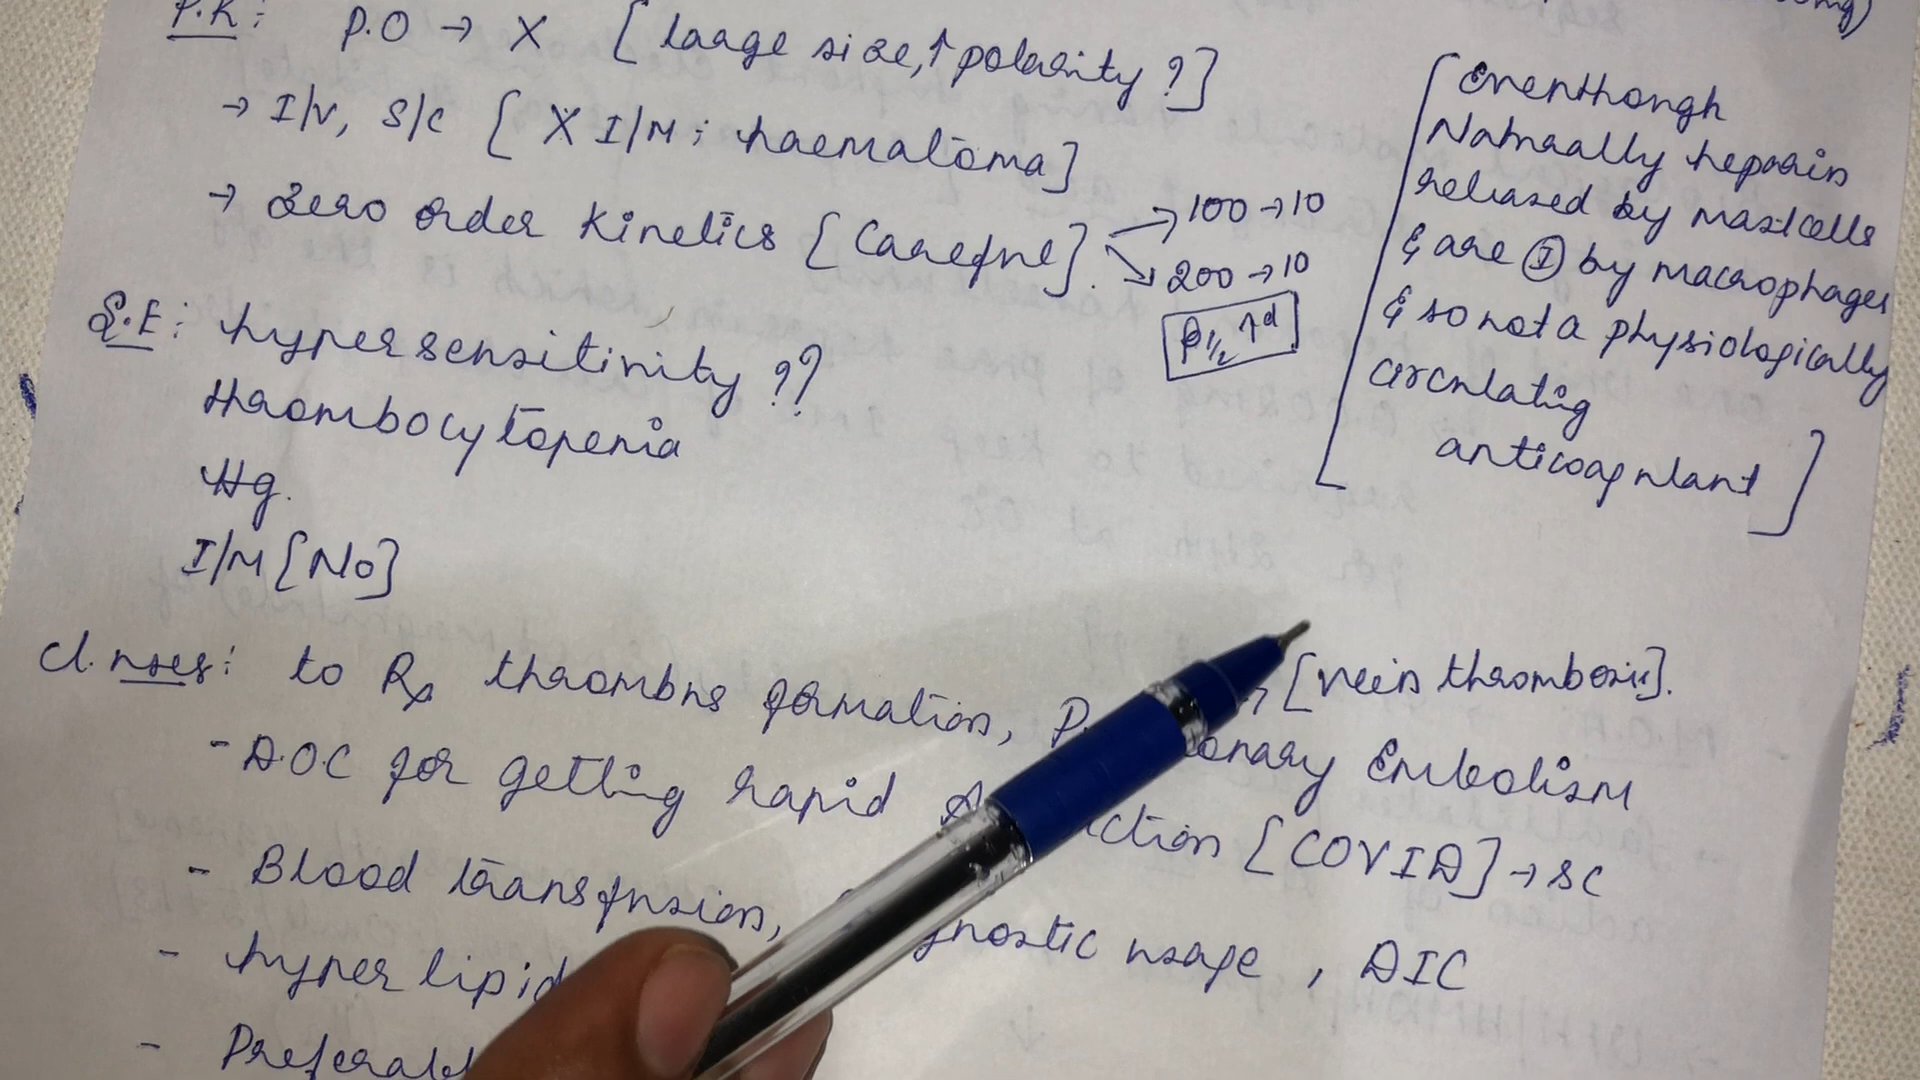 P.K: P.O → X [large size, ↑ polarity ?]
→ I/V, S/C [X I/M ; haematoma]
→ Zero order kinetics [Careful]. → 100 → 10
→ 200 → 10
t½ ↑d
[Eventhough
Naturally heparin
released by mastcells
& are Ⓘ by macrophages
& so not a physiologically
circulating
anticoagulant]
S.E: hypersensitivity ??
Thrombocytopenia
Hg.
I/M [No]
Cl. uses: to Rx thrombus formation, [vein thrombosis].
Embolism
- D.O.C for getting rapid action [COVID] → SC
- Blood transfusion, usage, DIC
- hyper lipid
- Preferabl